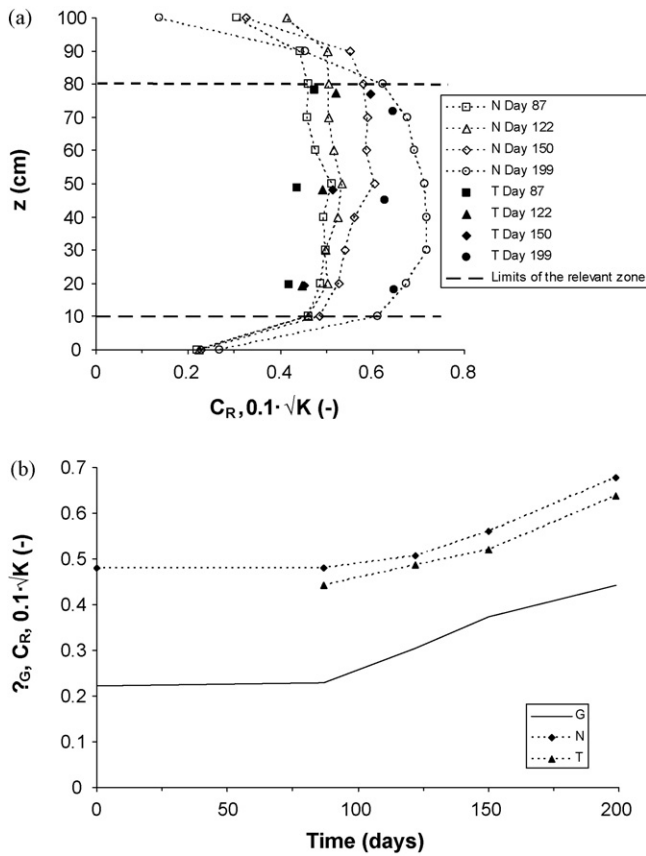 (a)
100
90
80
70
60
50
40
30
20
10
0
z (cm)
0 0.2 0.4 0.6 0.8
C_R, 0.1·√K (-)
N Day 87
N Day 122
N Day 150
N Day 199
T Day 87
T Day 122
T Day 150
T Day 199
Limits of the relevant zone
(b)
0.7
0.6
0.5
0.4
0.3
0.2
0.1
0
?_G, C_R, 0.1·√K (-)
0 50 100 150 200
Time (days)
G
N
T